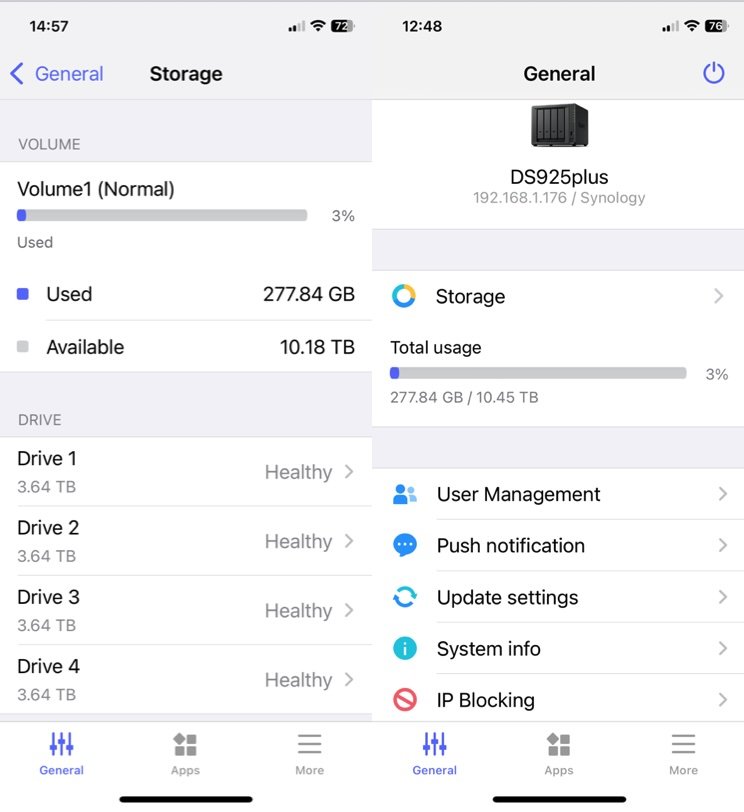 14:57
72
General
Storage
VOLUME
Volume1 (Normal)
3%
Used
Used
277.84 GB
Available
10.18 TB
DRIVE
Drive 1
3.64 TB
Healthy
Drive 2
3.64 TB
Healthy
Drive 3
3.64 TB
Healthy
Drive 4
3.64 TB
Healthy
General
Apps
More
12:48
76
General
DS925plus
192.168.1.176 / Synology
Storage
Total usage
3%
277.84 GB / 10.45 TB
User Management
Push notification
Update settings
System info
IP Blocking
General
Apps
More